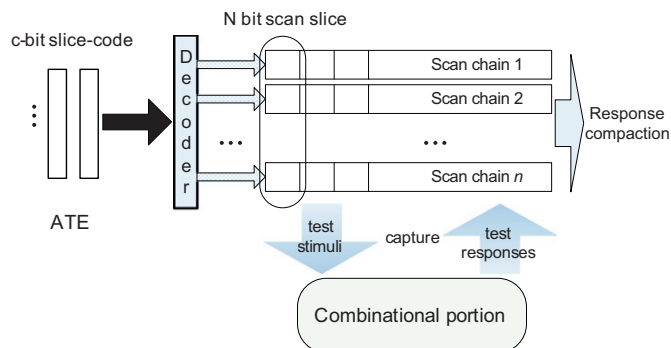 c-bit slice-code
N bit scan slice
Decoder
Scan chain 1
Scan chain 2
...
...
...
Scan chain n
Response
compaction
ATE
test
stimuli
capture
test
responses
Combinational portion